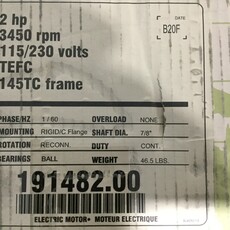 2 hp
DATE
B20F
3450 rpm
115/230 volts
TEFC
145TC frame
PHASE/HZ 1 / 60 OVERLOAD NONE
MOUNTING RIGID/C Flange SHAFT DIA. 7/8"
ROTATION RECONN. DUTY CONT.
BEARINGS BALL WEIGHT 46.5 LBS.
191482.00
ELECTRIC MOTOR • MOTEUR ELECTRIQUE